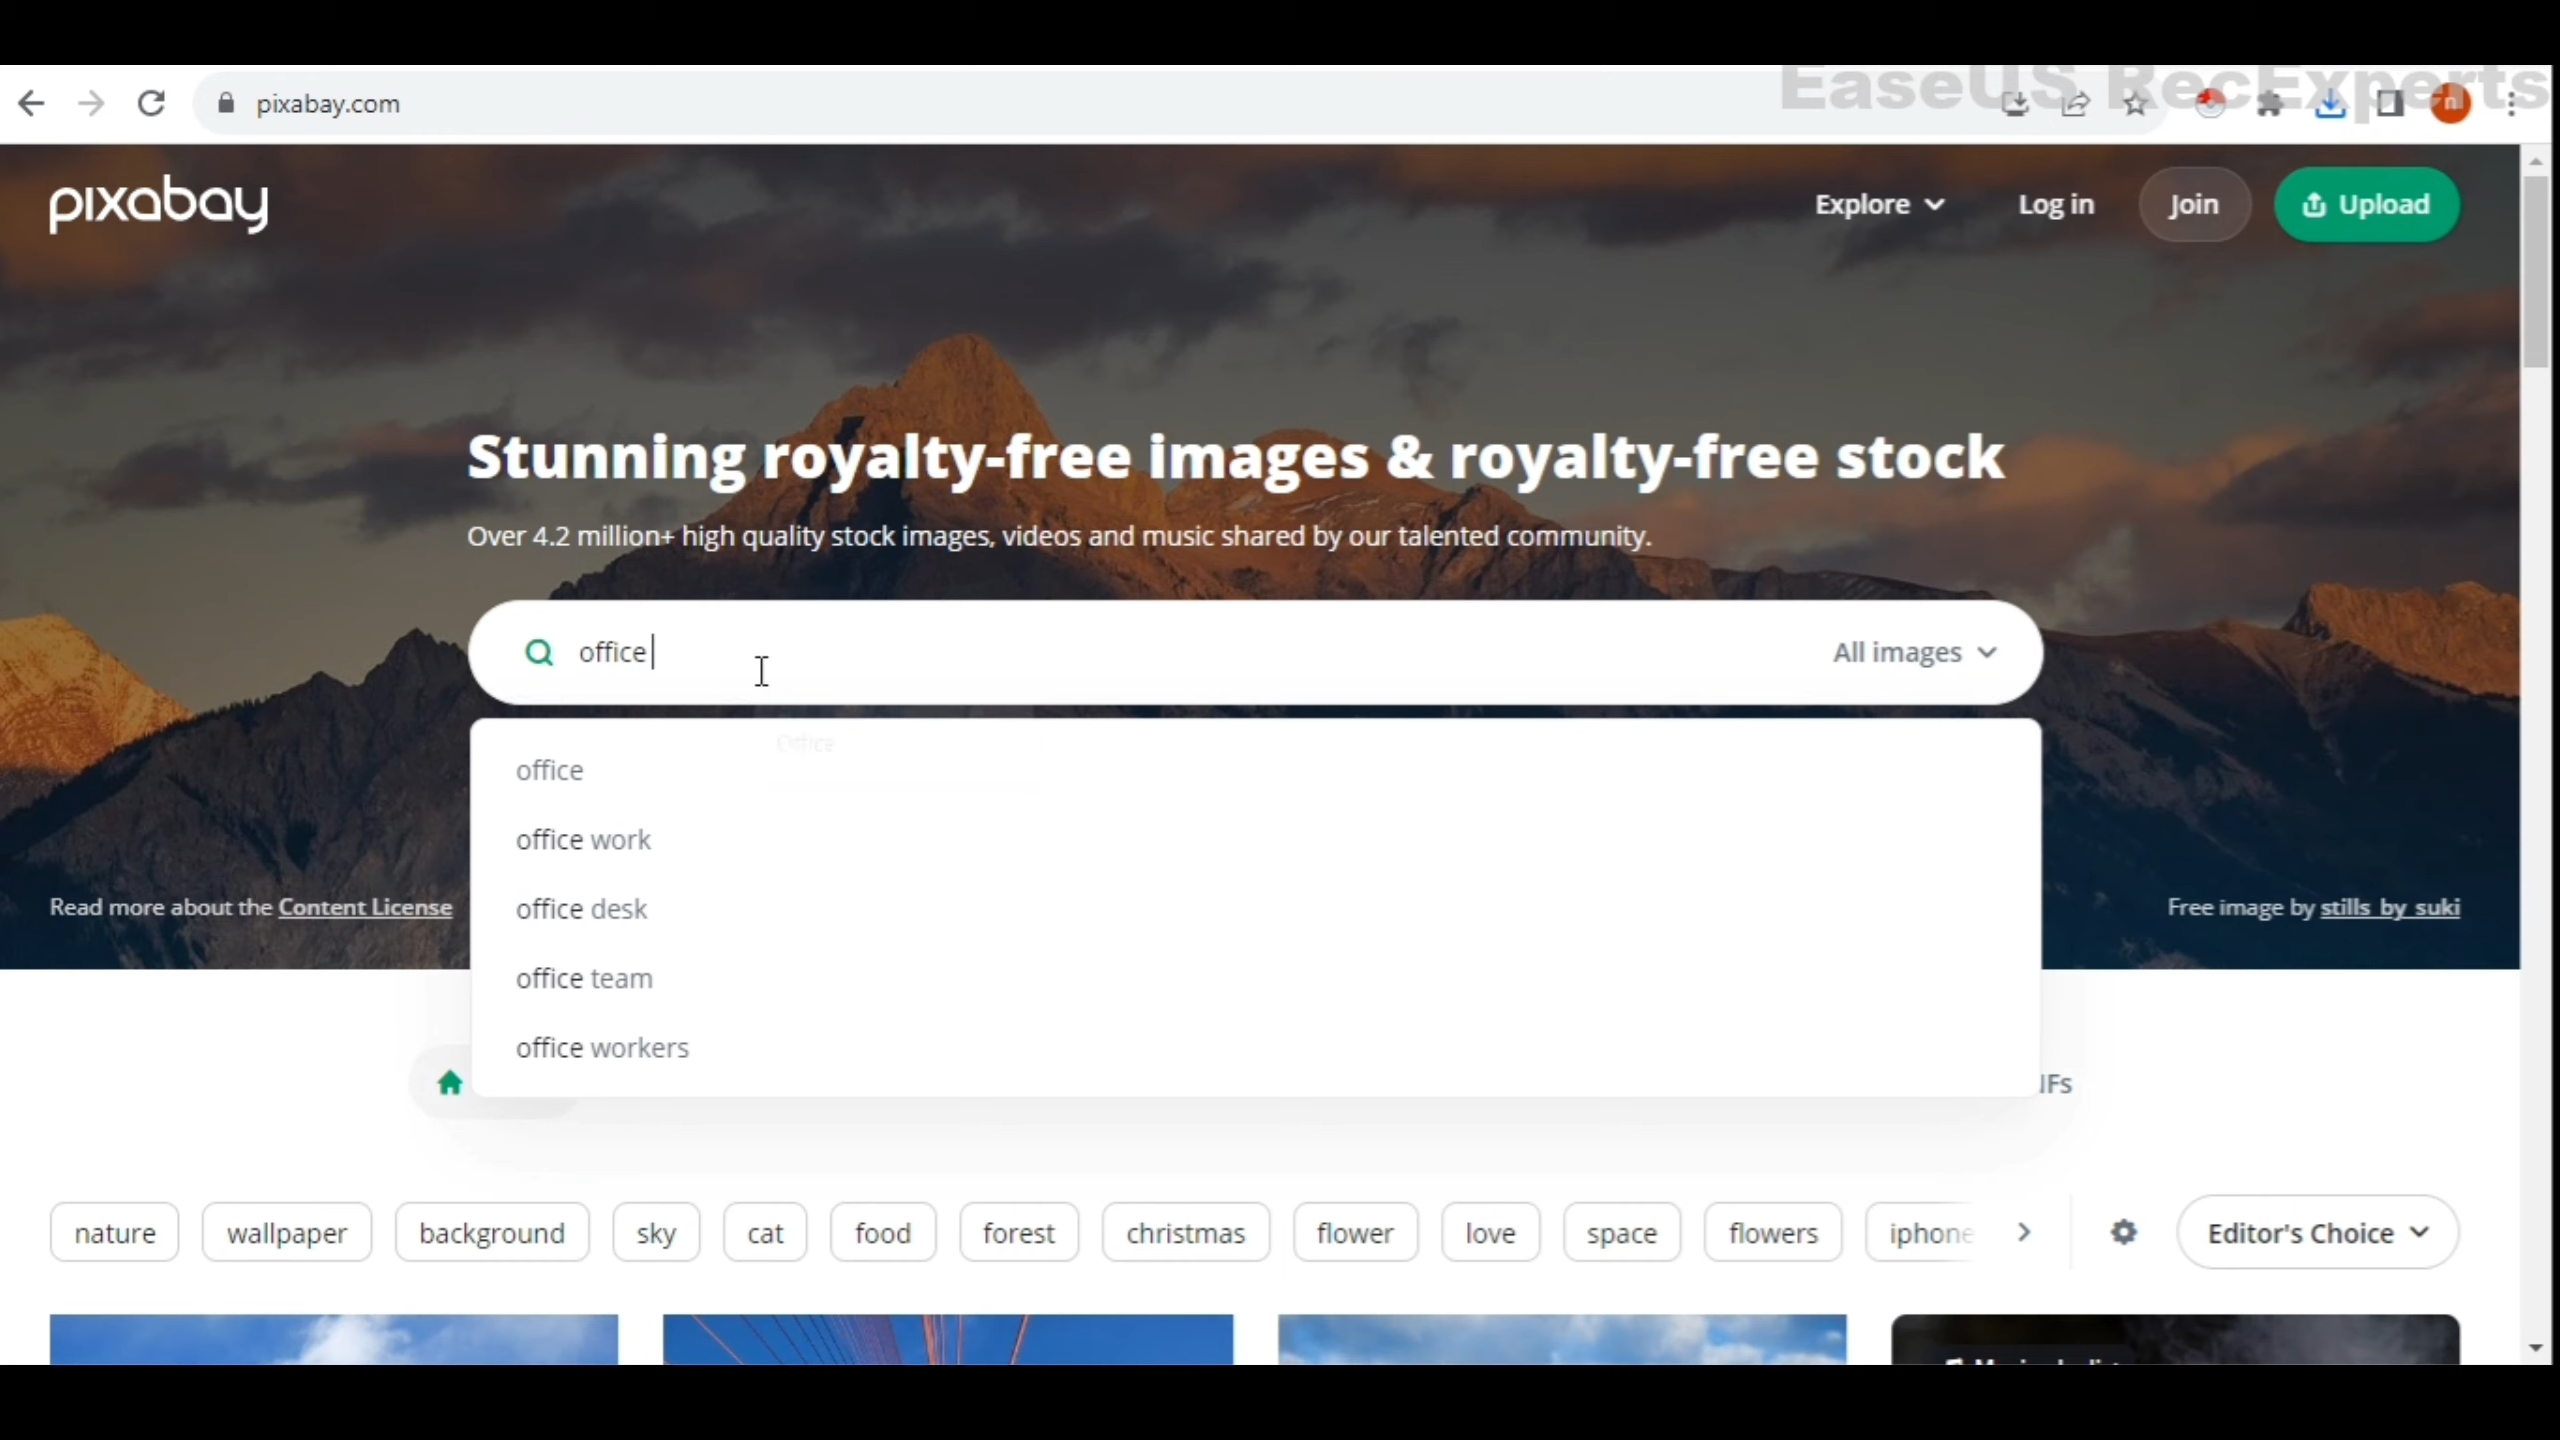 EaseUS RecExperts
pixabay.com
n
pixabay
Explore
Log in
Join
Upload
Stunning royalty-free images & royalty-free stock
Over 4.2 million+ high quality stock images, videos and music shared by our talented community.
office
All images
Office
office
office work
office desk
office team
office workers
Read more about the Content License
Free image by stills_by_suki
IFs
nature
wallpaper
background
sky
cat
food
forest
christmas
flower
love
space
flowers
iphone
Editor's Choice